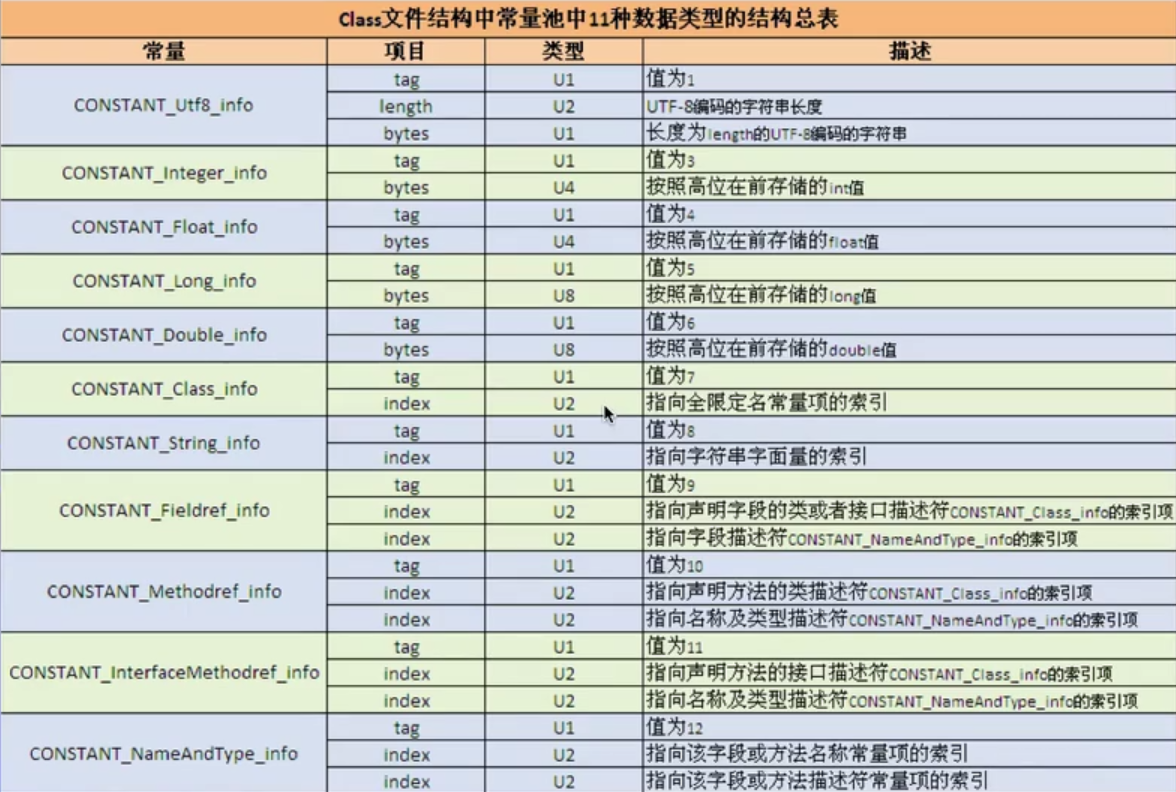 Class文件结构中常量池中11种数据类型的结构总表
常量 项目 类型 描述
CONSTANT_Utf8_info tag U1 值为1
length U2 UTF-8编码的字符串长度
bytes U1 长度为length的UTF-8编码的字符串
CONSTANT_Integer_info tag U1 值为3
bytes U4 按照高位在前存储的int值
CONSTANT_Float_info tag U1 值为4
bytes U4 按照高位在前存储的float值
CONSTANT_Long_info tag U1 值为5
bytes U8 按照高位在前存储的long值
CONSTANT_Double_info tag U1 值为6
bytes U8 按照高位在前存储的double值
CONSTANT_Class_info tag U1 值为7
index U2 指向全限定名常量项的索引
CONSTANT_String_info tag U1 值为8
index U2 指向字符串字面量的索引
CONSTANT_Fieldref_info tag U1 值为9
index U2 指向声明字段的类或者接口描述符CONSTANT_Class_info的索引项
index U2 指向字段描述符CONSTANT_NameAndType_info的索引项
CONSTANT_Methodref_info tag U1 值为10
index U2 指向声明方法的类描述符CONSTANT_Class_info的索引项
index U2 指向名称及类型描述符CONSTANT_NameAndType_info的索引项
CONSTANT_InterfaceMethodref_info tag U1 值为11
index U2 指向声明方法的接口描述符CONSTANT_Class_info的索引项
index U2 指向名称及类型描述符CONSTANT_NameAndType_info的索引项
CONSTANT_NameAndType_info tag U1 值为12
index U2 指向该字段或方法名称常量项的索引
index U2 指向该字段或方法描述符常量项的索引